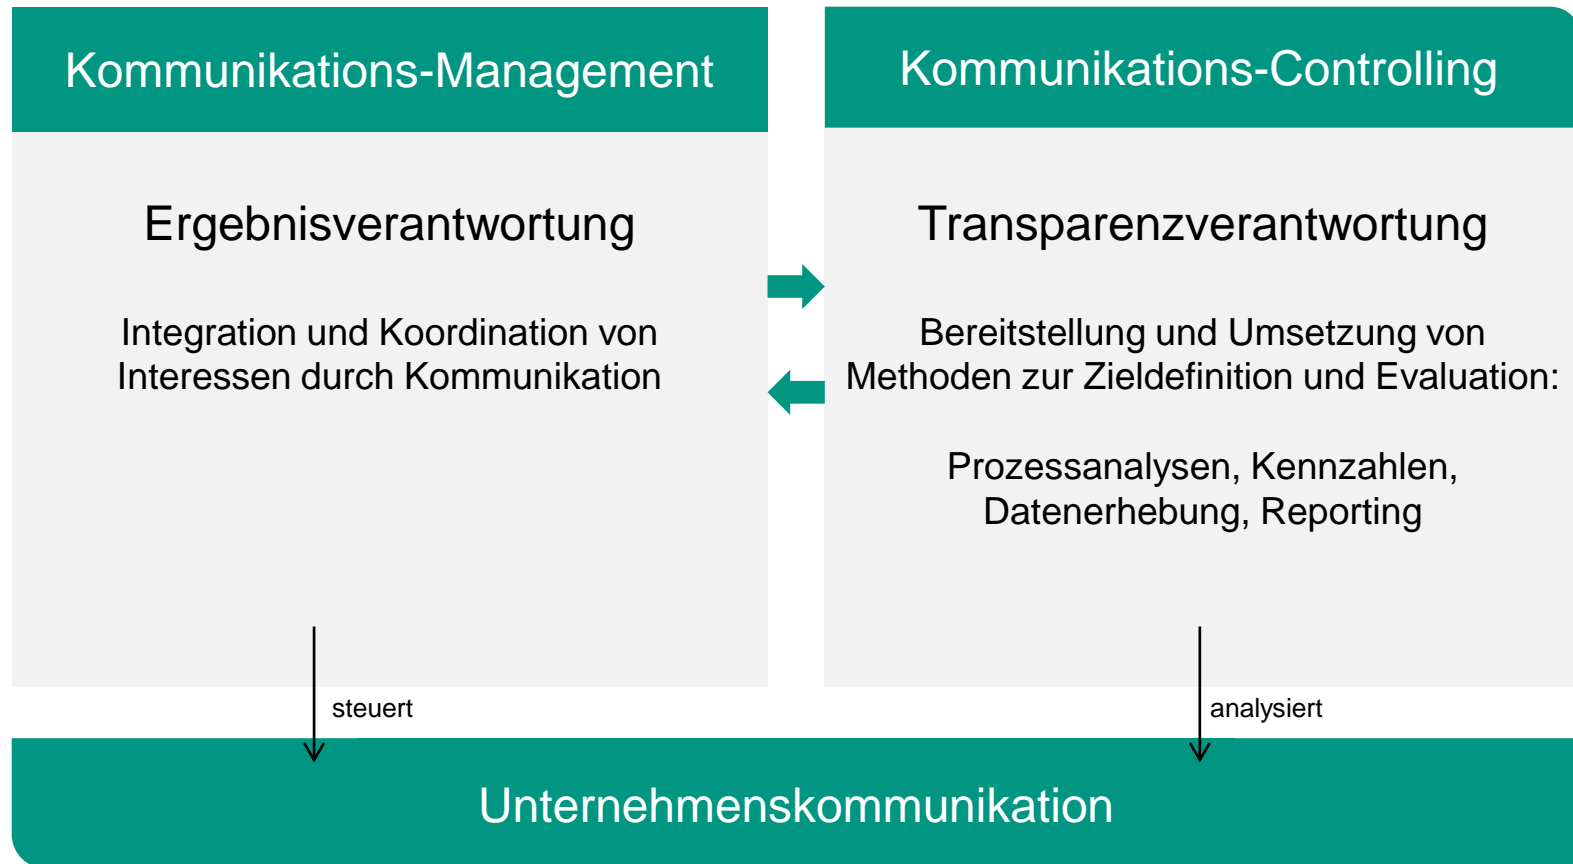 Kommunikations-Management
Ergebnisverantwortung
Integration und Koordination von
Interessen durch Kommunikation
Kommunikations-Controlling
Transparenzverantwortung
Bereitstellung und Umsetzung von
Methoden zur Zieldefinition und Evaluation:
Prozessanalysen, Kennzahlen,
Datenerhebung, Reporting
steuert
analysiert
Unternehmenskommunikation